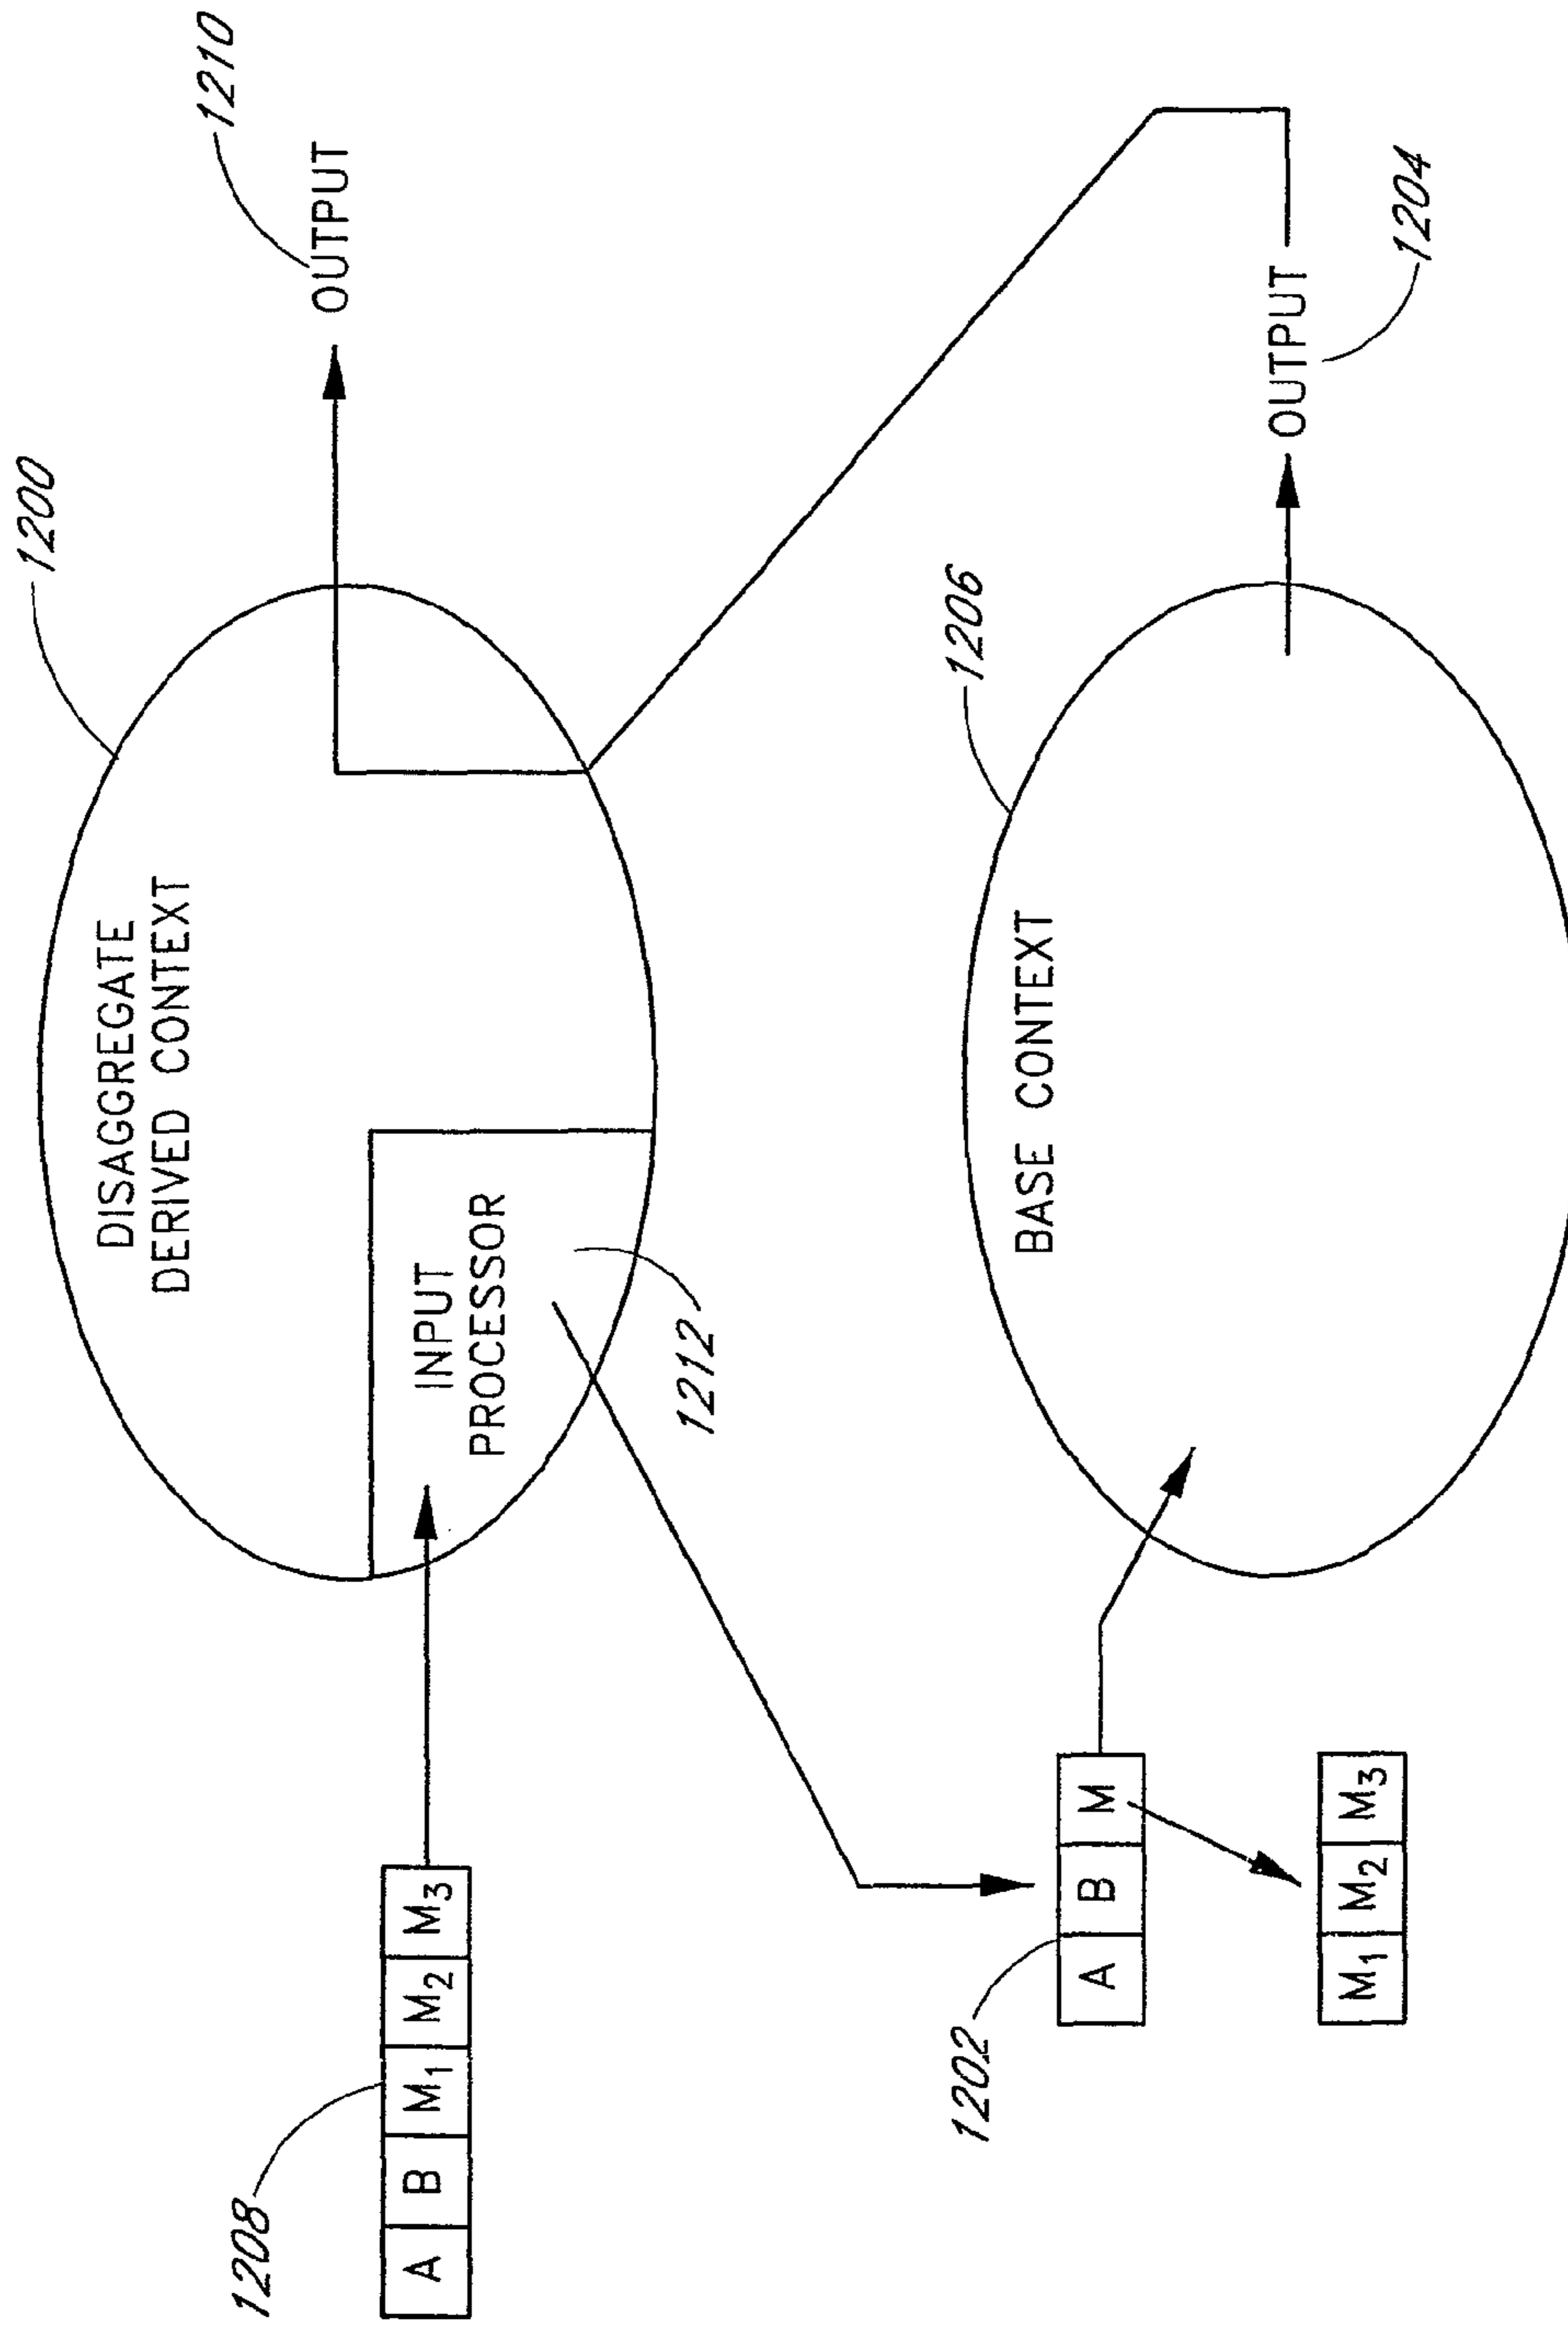 1200
1210
DISAGGREGATE
DERIVED CONTEXT
OUTPUT
1208
A B M1 M2 M3
INPUT
PROCESSOR
1212
1206
BASE CONTEXT
1202
A B M
OUTPUT
1204
M1 M2 M3